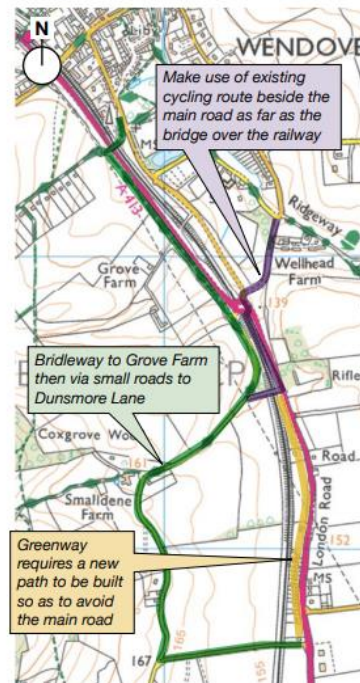 N
WENDOVE
Make use of existing
cycling route beside the
main road as far as the
bridge over the railway
MS
A 413
Ridgeway
Grove
Farm
Wellhead
Farm
139
Bridleway to Grove Farm
then via small roads to
Dunsmore Lane
Rifle
Coxgrove Wo
161
Road
Smalldene
Farm
London Road
Greenway
requires a new
path to be built
so as to avoid
the main road
152
MS
165
167
155